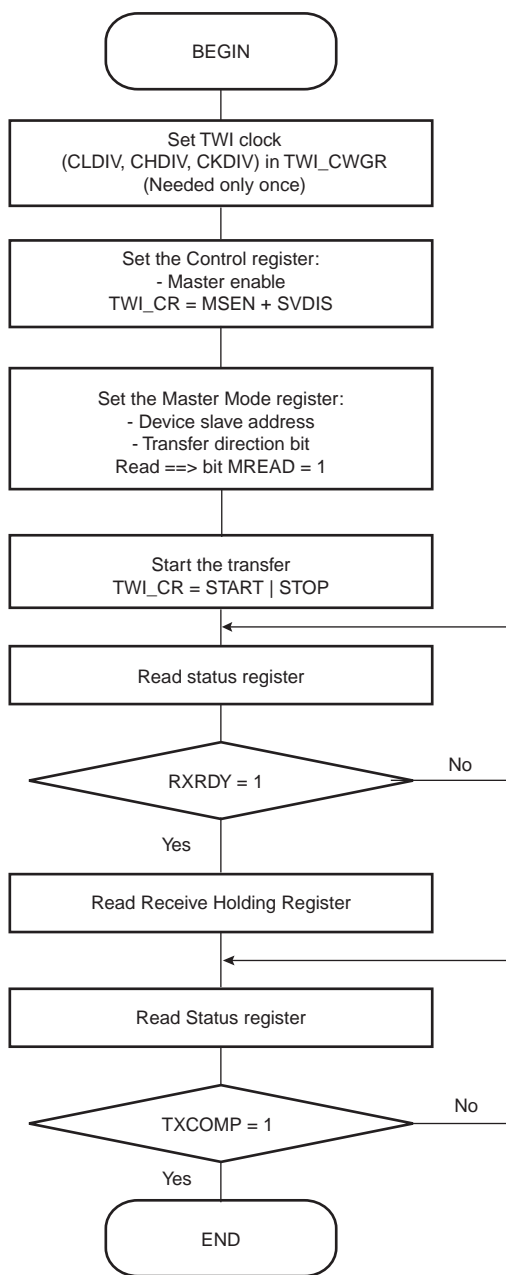 BEGIN
Set TWI clock
(CLDIV, CHDIV, CKDIV) in TWI_CWGR
(Needed only once)
Set the Control register:
- Master enable
TWI_CR = MSEN + SVDIS
Set the Master Mode register:
- Device slave address
- Transfer direction bit
Read ==> bit MREAD = 1
Start the transfer
TWI_CR = START | STOP
Read status register
RXRDY = 1
No
Yes
Read Receive Holding Register
Read Status register
TXCOMP = 1
No
Yes
END